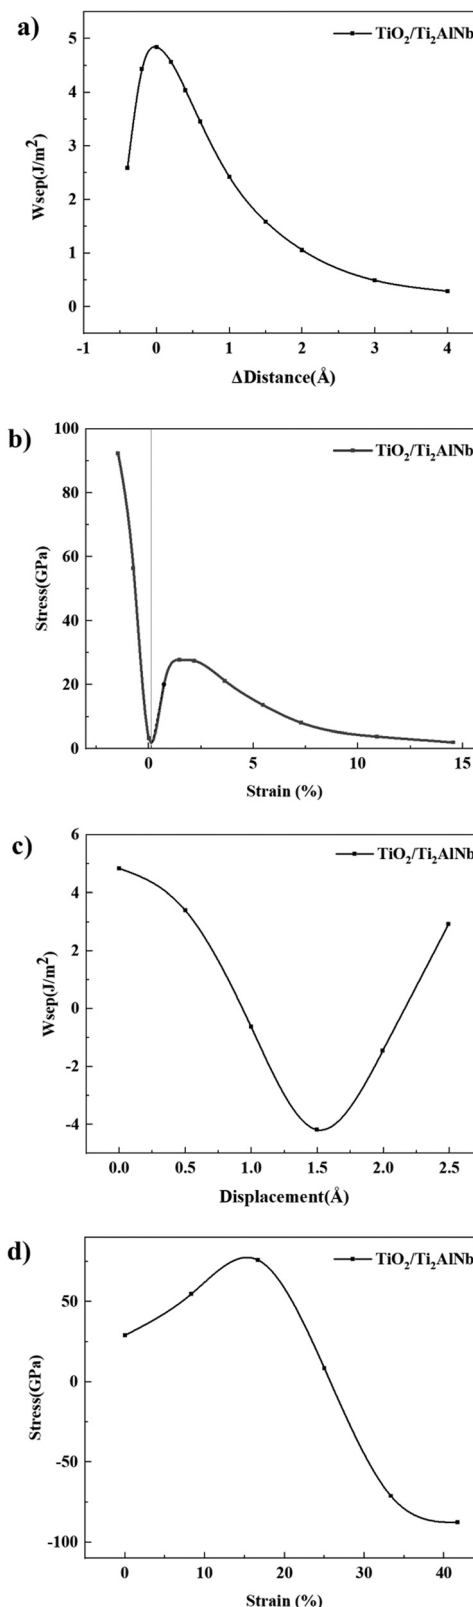 a)
TiO₂/Ti₂AlNb
Wsep(J/m²)
5
4
3
2
1
0
-1 0 1 2 3 4
ΔDistance(Å)
b)
TiO₂/Ti₂AlNb
Stress(GPa)
100
80
60
40
20
0
0 5 10 15
Strain (%)
c)
TiO₂/Ti₂AlNb
Wsep(J/m²)
6
4
2
0
-2
-4
0.0 0.5 1.0 1.5 2.0 2.5
Displacement(Å)
d)
TiO₂/Ti₂AlNb
Stress(GPa)
50
0
-50
-100
0 10 20 30 40
Strain (%)